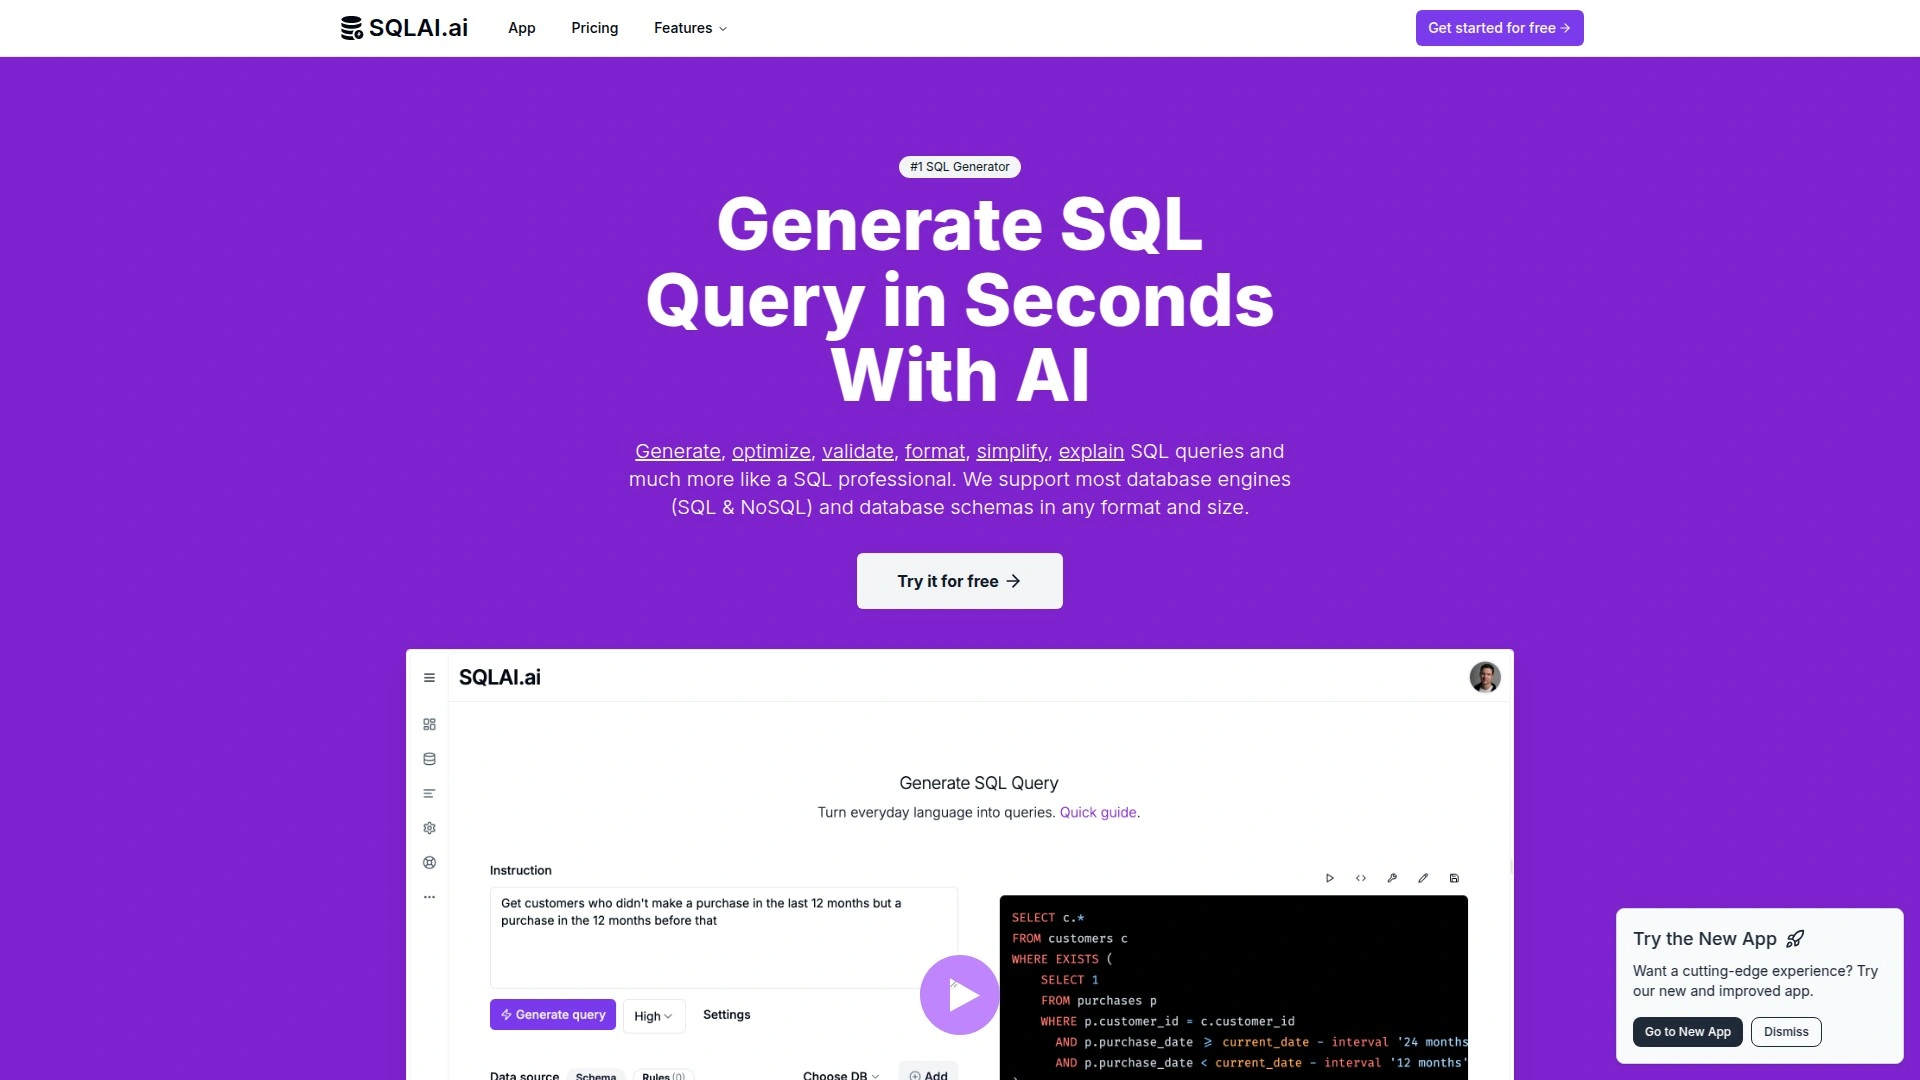 SQLAI.ai
App
Pricing
Features
Get started for free
#1 SQL Generator
Generate SQL
Query in Seconds
With AI
Generate, optimize, validate, format, simplify, explain SQL queries and
much more like a SQL professional. We support most database engines
(SQL & NoSQL) and database schemas in any format and size.
Try it for free
SQLAI.ai
Generate SQL Query
Turn everyday language into queries. Quick guide.
Instruction
Get customers who didn't make a purchase in the last 12 months but a
purchase in the 12 months before that
Generate query
High
Settings
Data source
Schema
Rules (0)
Choose DB
Add
SELECT c.*
FROM customers c
WHERE EXISTS (
SELECT 1
FROM purchases p
WHERE p.customer_id = c.customer_id
AND p.purchase_date >= current_date - interval '24 months
AND p.purchase_date < current_date - interval '12 months'
Try the New App
Want a cutting-edge experience? Try
our new and improved app.
Go to New App
Dismiss